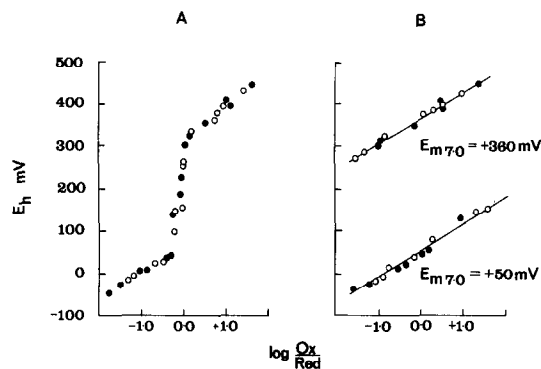 A B
500
400
300
200
100
0
-100
Eh mV
Em 7·0 = +360 mV
Em 7·0 = +50 mV
-1·0 0·0 +1·0 -1·0 0·0 +1·0
log Ox
Red